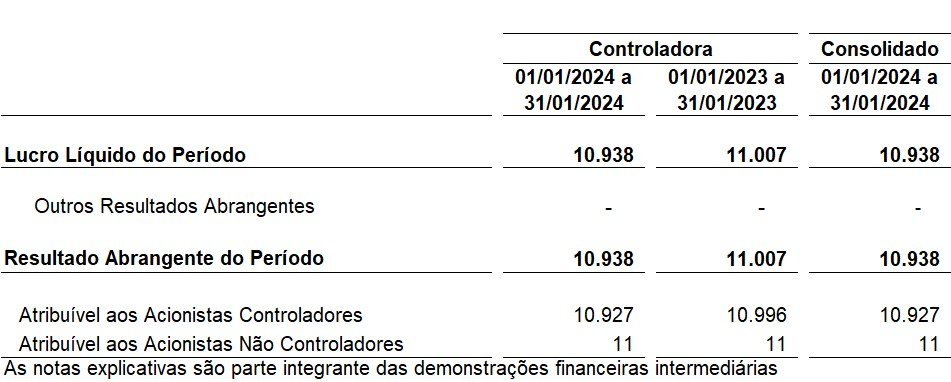 Controladora Consolidado
01/01/2024 a 01/01/2023 a 01/01/2024 a
31/01/2024 31/01/2023 31/01/2024
Lucro Líquido do Período 10.938 11.007 10.938
Outros Resultados Abrangentes - - -
Resultado Abrangente do Período 10.938 11.007 10.938
Atribuível aos Acionistas Controladores 10.927 10.996 10.927
Atribuível aos Acionistas Não Controladores 11 11 11
As notas explicativas são parte integrante das demonstrações financeiras intermediárias